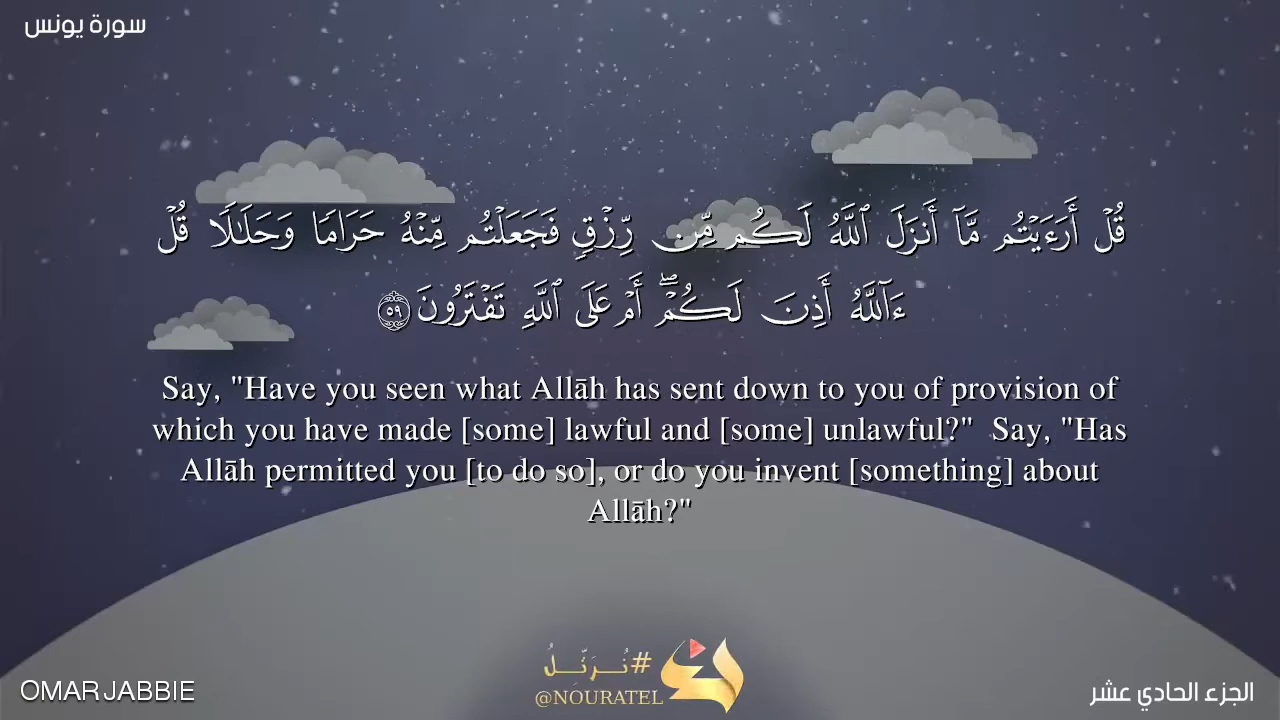 سورة يونس
قُلْ أَرَءَيْتُم مَّآ أَنزَلَ ٱللَّهُ لَكُم مِّن رِّزْقٍ فَجَعَلْتُم مِّنْهُ حَرَامًا وَحَلَٰلًا قُلْ
ءَآللَّهُ أَذِنَ لَكُمْ ۖ أَمْ عَلَى ٱللَّهِ تَفْتَرُونَ ٥٩
Say, "Have you seen what Allāh has sent down to you of provision of
which you have made [some] lawful and [some] unlawful?"  Say, "Has
Allāh permitted you [to do so], or do you invent [something] about
Allāh?"
#نُرَتِّلُ
@NOURATEL
OMAR JABBIE
الجزء الحادي عشر